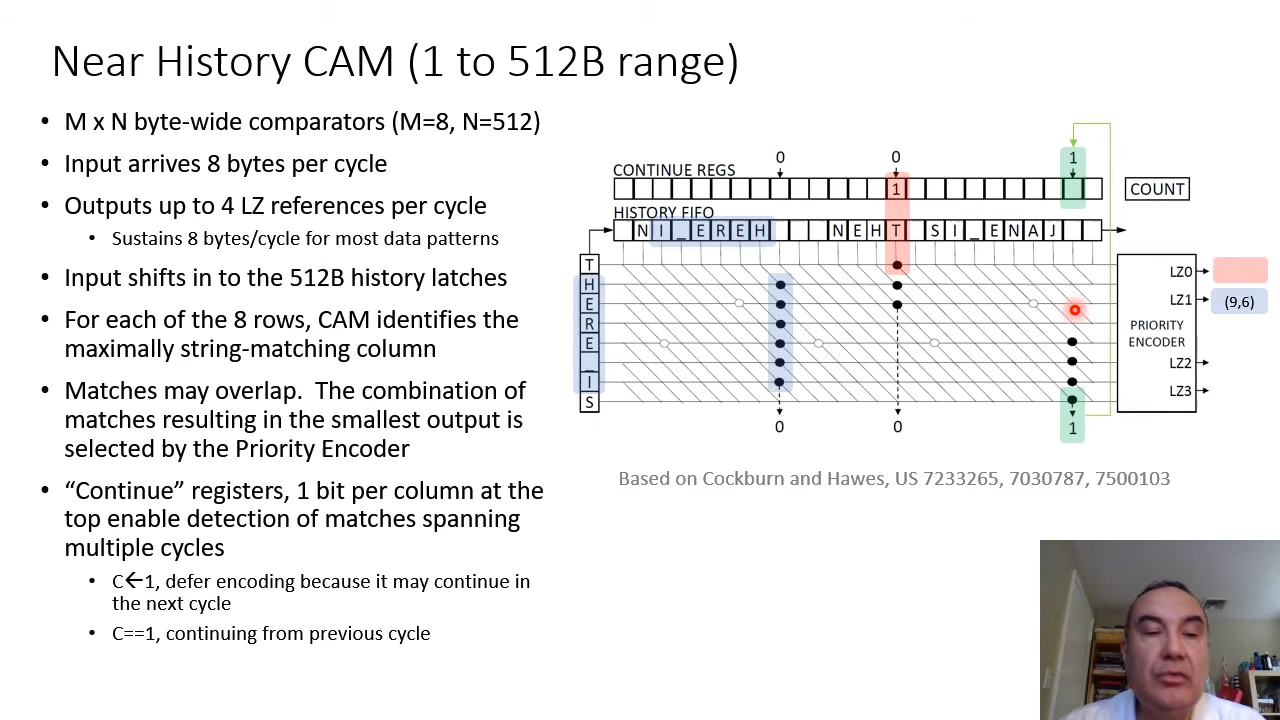 Near History CAM (1 to 512B range)
• M x N byte-wide comparators (M=8, N=512)
• Input arrives 8 bytes per cycle
• Outputs up to 4 LZ references per cycle
• Sustains 8 bytes/cycle for most data patterns
• Input shifts in to the 512B history latches
• For each of the 8 rows, CAM identifies the
maximally string-matching column
• Matches may overlap. The combination of
matches resulting in the smallest output is
selected by the Priority Encoder
• “Continue” registers, 1 bit per column at the
top enable detection of matches spanning
multiple cycles
• C←1, defer encoding because it may continue in
the next cycle
• C==1, continuing from previous cycle
0 0 1
CONTINUE REGS
1
COUNT
HISTORY FIFO
N I _ E R E H N E H T S I _ E N A J
T
H
E
R
E
_
I
S
LZ0
LZ1 (9,6)
PRIORITY
ENCODER
LZ2
LZ3
0 0 1
Based on Cockburn and Hawes, US 7233265, 7030787, 7500103